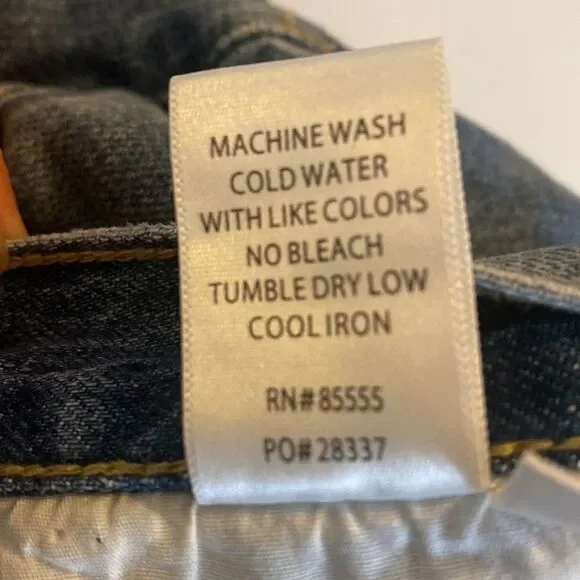 MACHINE WASH
COLD WATER
WITH LIKE COLORS
NO BLEACH
TUMBLE DRY LOW
COOL IRON
RN# 85555
PO# 28337